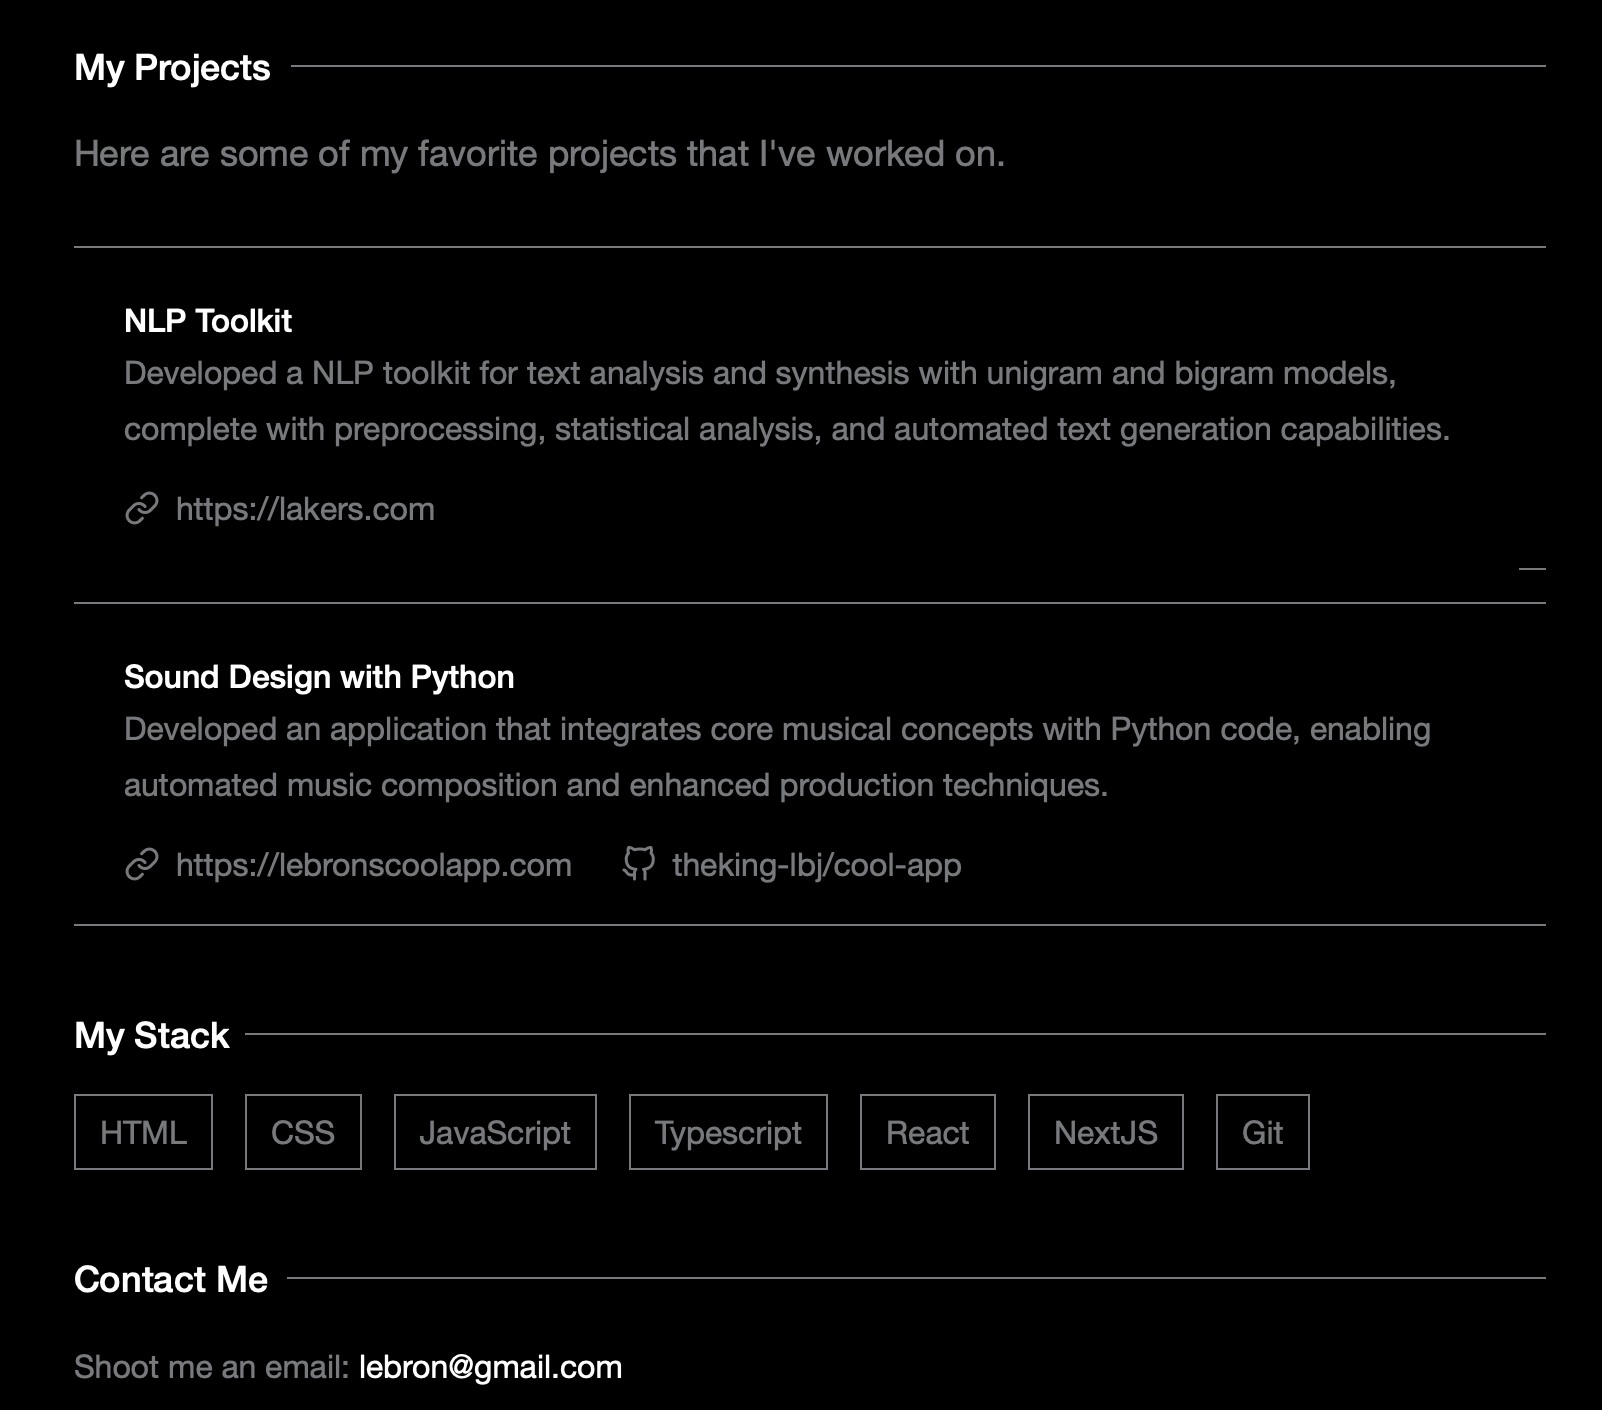 My Projects
Here are some of my favorite projects that I've worked on.
NLP Toolkit
Developed a NLP toolkit for text analysis and synthesis with unigram and bigram models,
complete with preprocessing, statistical analysis, and automated text generation capabilities.
https://lakers.com
Sound Design with Python
Developed an application that integrates core musical concepts with Python code, enabling
automated music composition and enhanced production techniques.
https://lebronscoolapp.com theking-lbj/cool-app
My Stack
HTML CSS JavaScript Typescript React NextJS Git
Contact Me
Shoot me an email: lebron@gmail.com